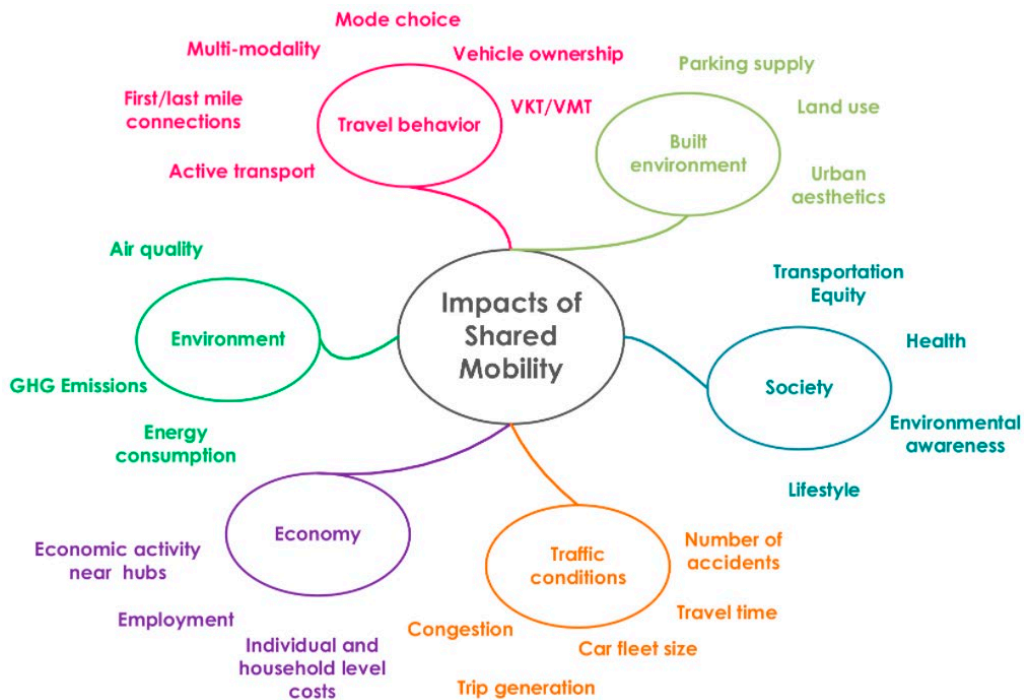 Impacts of
Shared
Mobility
Travel behavior
Mode choice
Multi-modality
Vehicle ownership
First/last mile
connections
VKT/VMT
Active transport
Built
environment
Parking supply
Land use
Urban
aesthetics
Society
Transportation
Equity
Health
Environmental
awareness
Lifestyle
Traffic
conditions
Number of
accidents
Travel time
Car fleet size
Congestion
Trip generation
Economy
Economic activity
near hubs
Employment
Individual and
household level
costs
Environment
Air quality
GHG Emissions
Energy
consumption